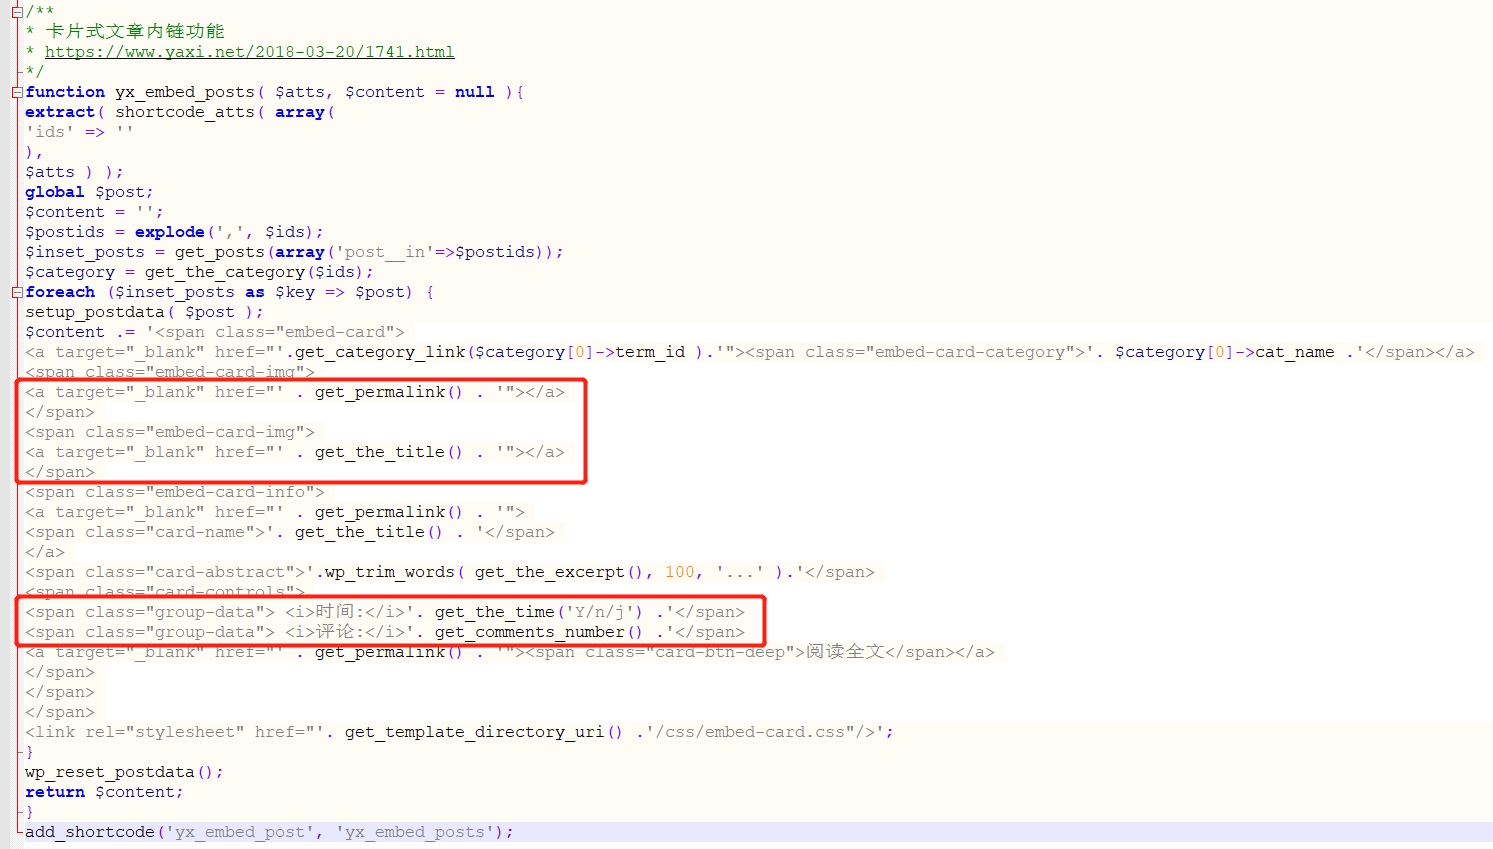 /**
* 卡片式文章内链功能
* https://www.yaxi.net/2018-03-20/1741.html
*/
function yx_embed_posts( $atts, $content = null ){
extract( shortcode_atts( array(
'ids' => ''
),
$atts ) );
global $post;
$content = '';
$postids = explode(',', $ids);
$inset_posts = get_posts(array('post__in'=>$postids));
$category = get_the_category($ids);
foreach ($inset_posts as $key => $post) {
setup_postdata( $post );
$content .= '<span class="embed-card">
<a target="_blank" href="'.get_category_link($category[0]->term_id ).'"><span class="embed-card-category">'. $category[0]->cat_name .'</span></a>
<span class="embed-card-img">
<a target="_blank" href="' . get_permalink() . '"></a>
</span>
<span class="embed-card-img">
<a target="_blank" href="' . get_the_title() . '"></a>
</span>
<span class="embed-card-info">
<a target="_blank" href="' . get_permalink() . '">
<span class="card-name">'. get_the_title() . '</span>
</a>
<span class="card-abstract">'.wp_trim_words( get_the_excerpt(), 100, '...' ).'</span>
<span class="card-controls">
<span class="group-data"> <i>时间:</i>'. get_the_time('Y/n/j') .'</span>
<span class="group-data"> <i>评论:</i>'. get_comments_number() .'</span>
<a target="_blank" href="' . get_permalink() . '"><span class="card-btn-deep">阅读全文</span></a>
</span>
</span>
</span>
<link rel="stylesheet" href="'. get_template_directory_uri() .'/css/embed-card.css"/>';
}
wp_reset_postdata();
return $content;
}
add_shortcode('yx_embed_post', 'yx_embed_posts');